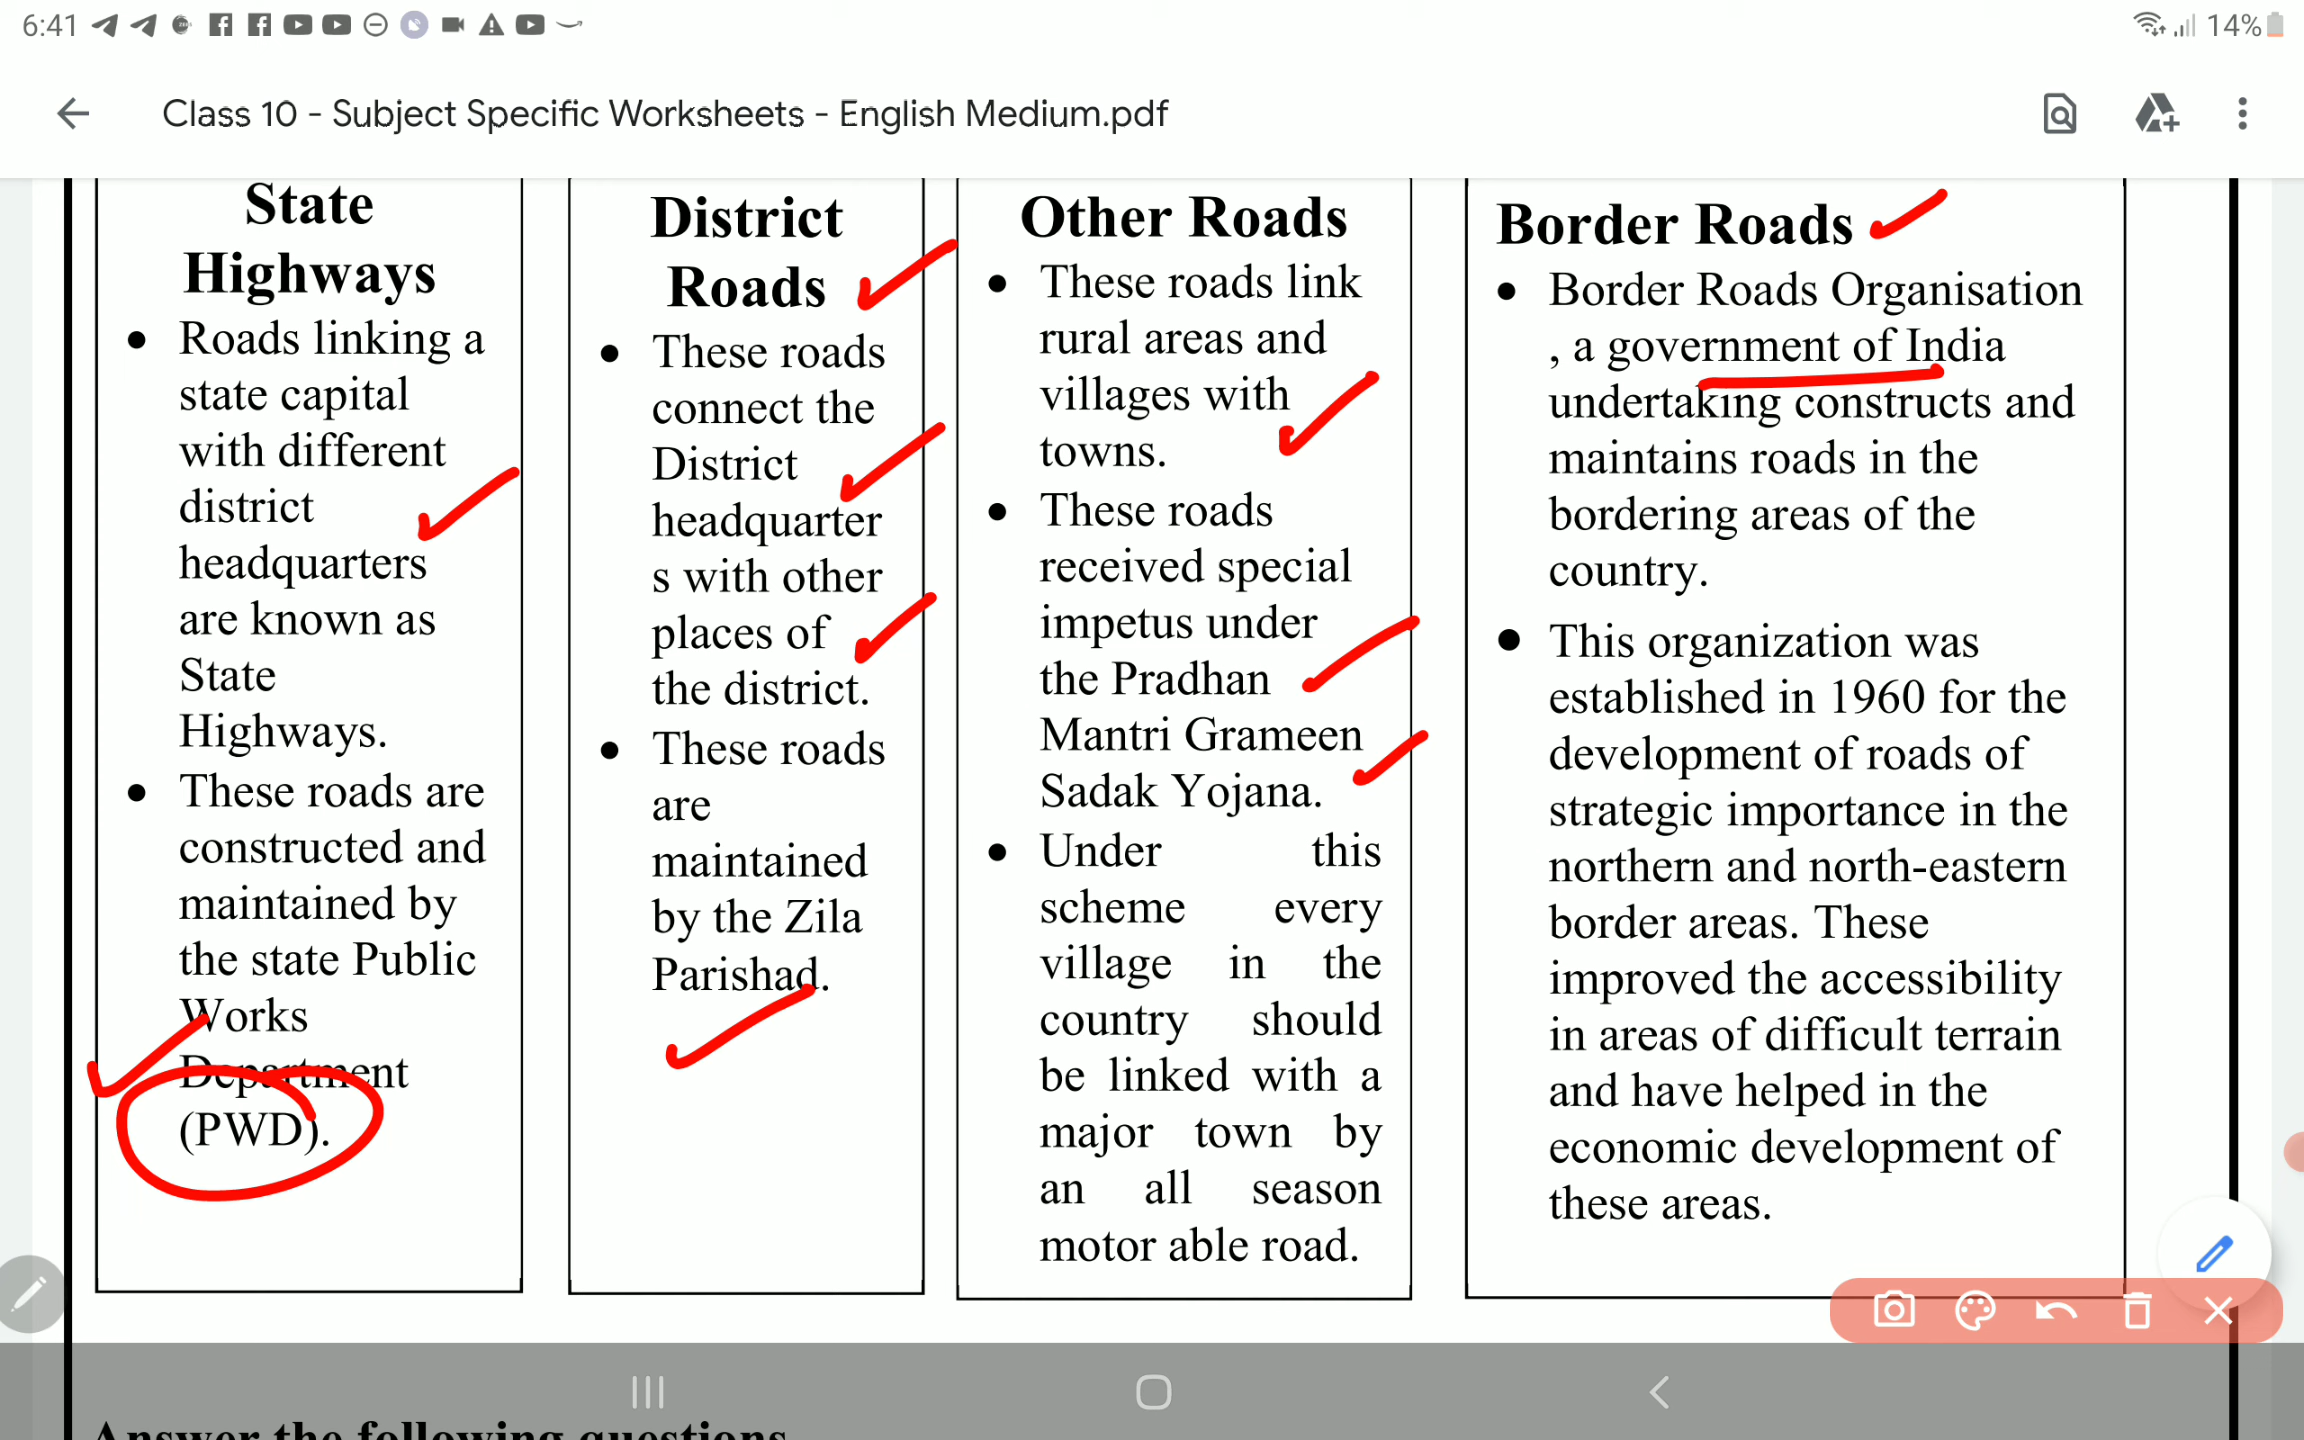 6:41
14%
Class 10 - Subject Specific Worksheets - English Medium.pdf
State
Highways
● Roads linking a
state capital
with different
district
headquarters
are known as
State
Highways.
● These roads are
constructed and
maintained by
the state Public
Works
Department
(PWD).
District
Roads
● These roads
connect the
District
headquarter
s with other
places of
the district.
● These roads
are
maintained
by the Zila
Parishad.
Other Roads
● These roads link
rural areas and
villages with
towns.
● These roads
received special
impetus under
the Pradhan
Mantri Grameen
Sadak Yojana.
● Under this
scheme every
village in the
country should
be linked with a
major town by
an all season
motor able road.
Border Roads
● Border Roads Organisation
, a government of India
undertaking constructs and
maintains roads in the
bordering areas of the
country.
● This organization was
established in 1960 for the
development of roads of
strategic importance in the
northern and north-eastern
border areas. These
improved the accessibility
in areas of difficult terrain
and have helped in the
economic development of
these areas.
Answer the following questions